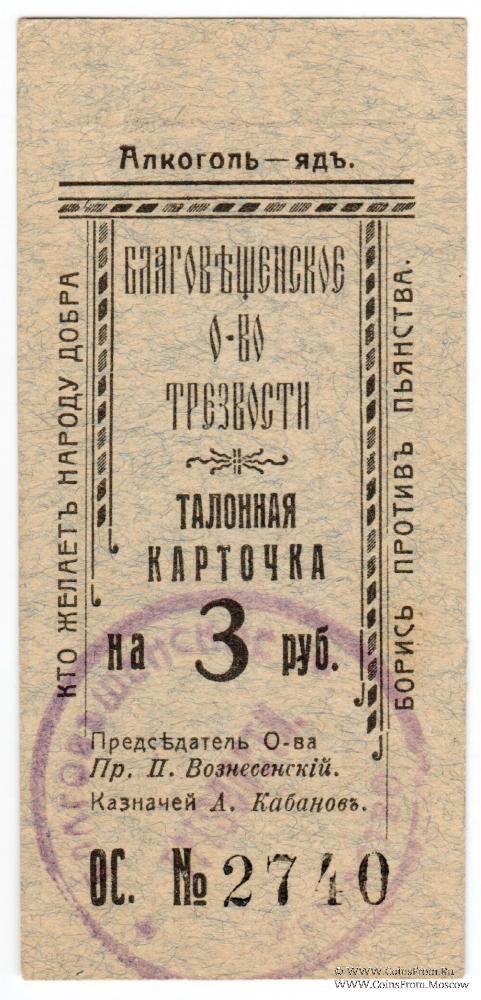 Алкоголь — ядъ.
КТО ЖЕЛАЕТЪ НАРОДУ ДОБРА
БЛАГОВѢЩЕНСКОЕ
О-ВО
ТРЕЗВОСТИ
ТАЛОННАЯ
КАРТОЧКА
на 3 руб.
Предсѣдатель О-ва
Пр. П. Вознесенскій.
Казначей А. Кабановъ.
ОС. № 2740
БОРИСЬ ПРОТИВЪ ПЬЯНСТВА.
© www.CoinsFrom.Ru
www.CoinsFrom.Moscow